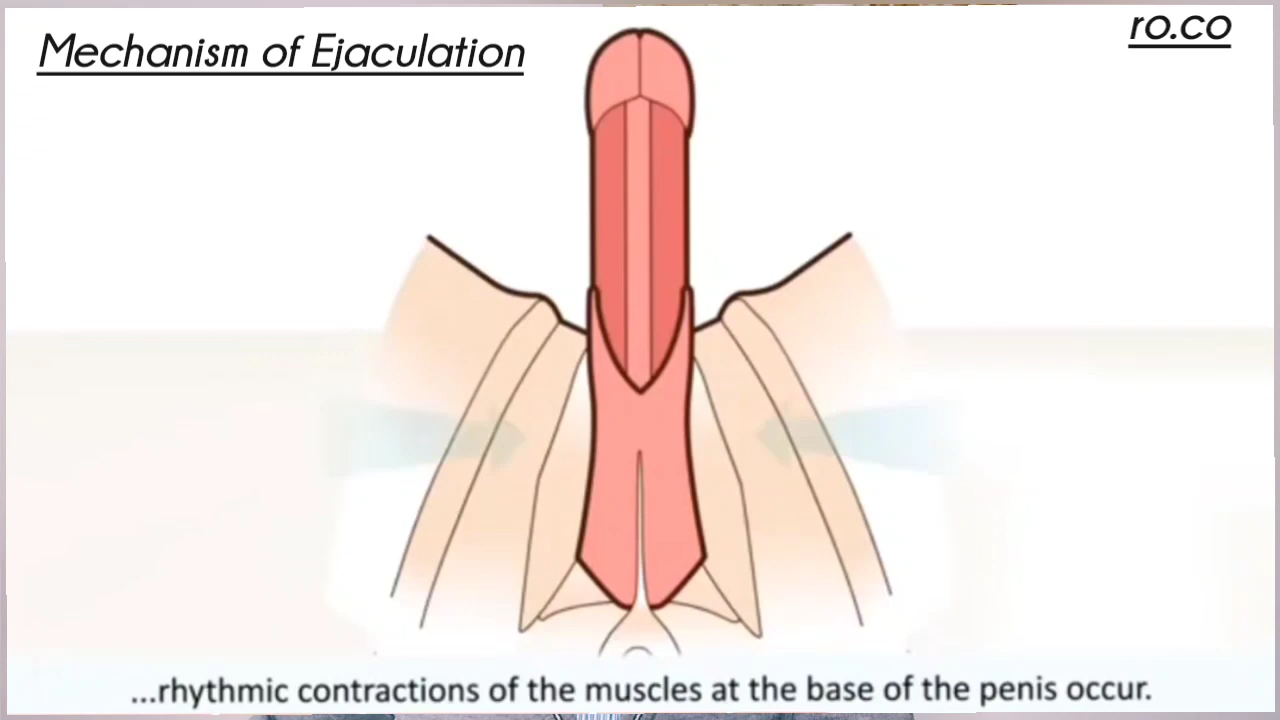 Mechanism of Ejaculation
ro.co
...rhythmic contractions of the muscles at the base of the penis occur.